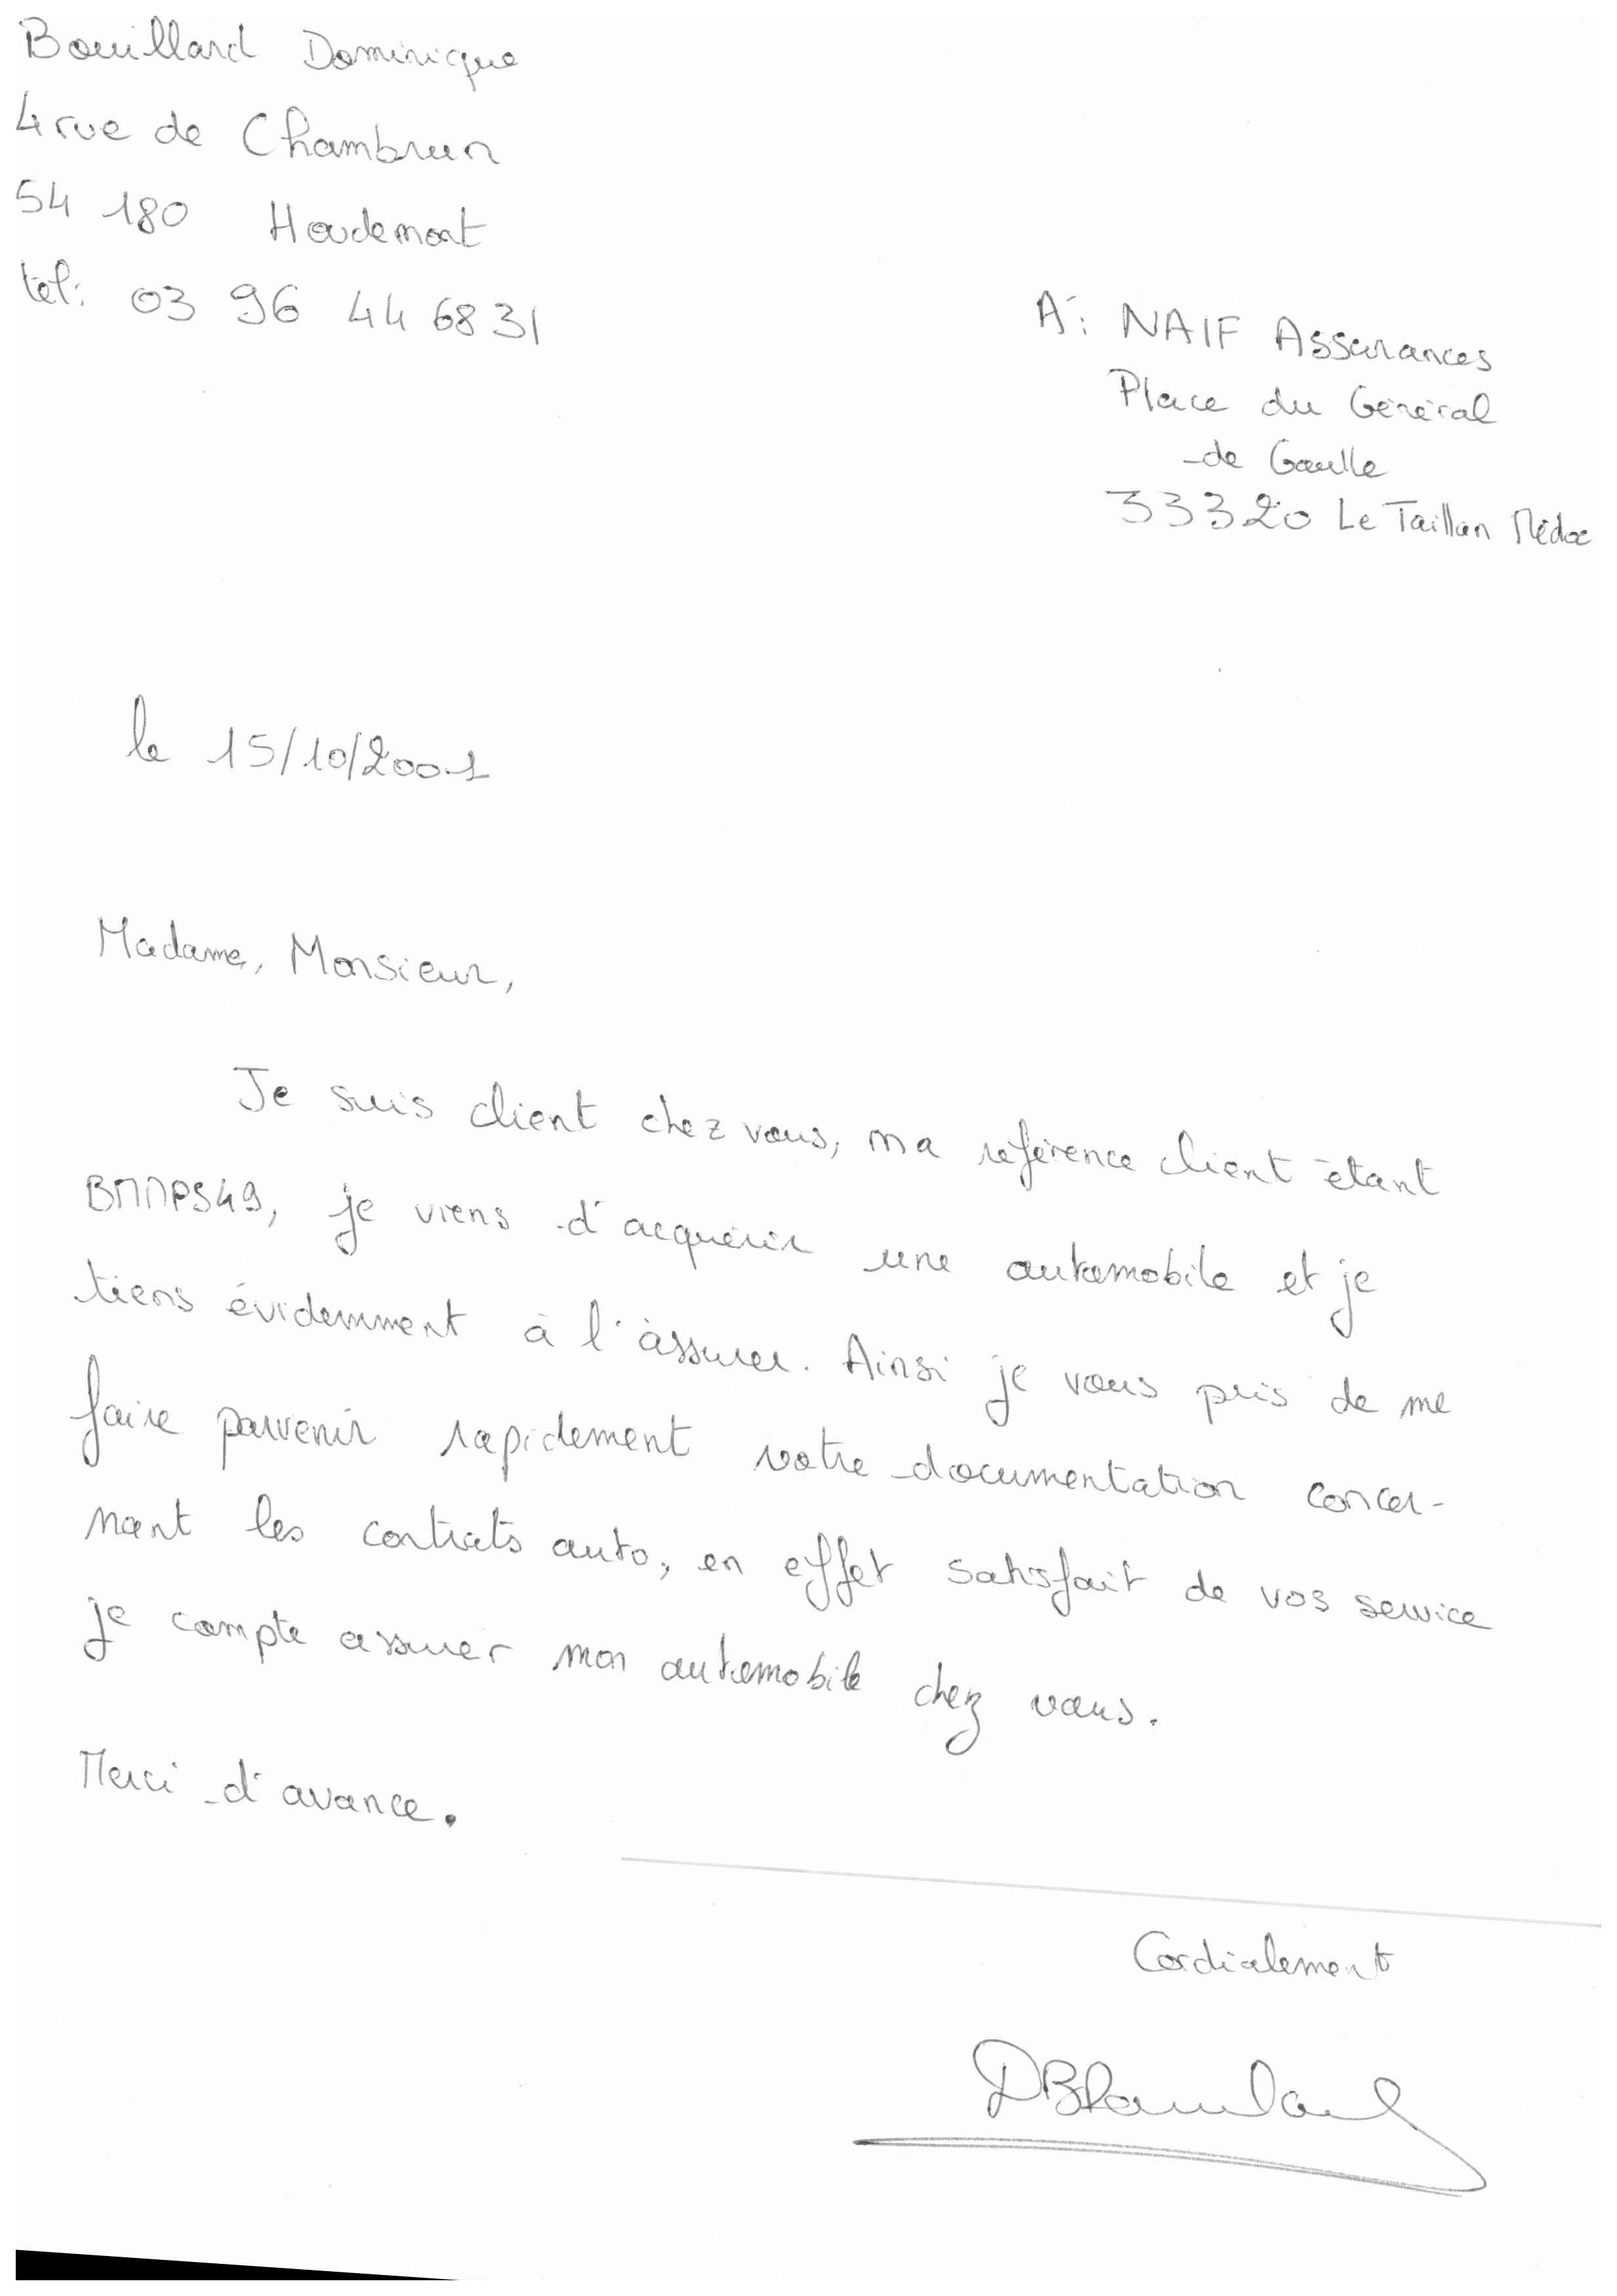 Bouillard Dominique
4 rue de Chambrun
54 180 Houdemont
tel: 03 96 44 68 31
A: NAIF Assurances
Place du Général
de Gaulle
33320 Le Taillan Médoc
le 15/10/2001
Madame, Monsieur,
Je suis client chez vous, ma référence client étant
BMMPS49, je viens d'acquérir une automobile et je
tiens évidemment à l'assurer. Ainsi je vous pris de me
faire parvenir rapidement votre documentation concer-
nant les contrats auto, en effet satisfait de vos service
je compte assurer mon automobile chez vous.
Merci d'avance.
Cordialement